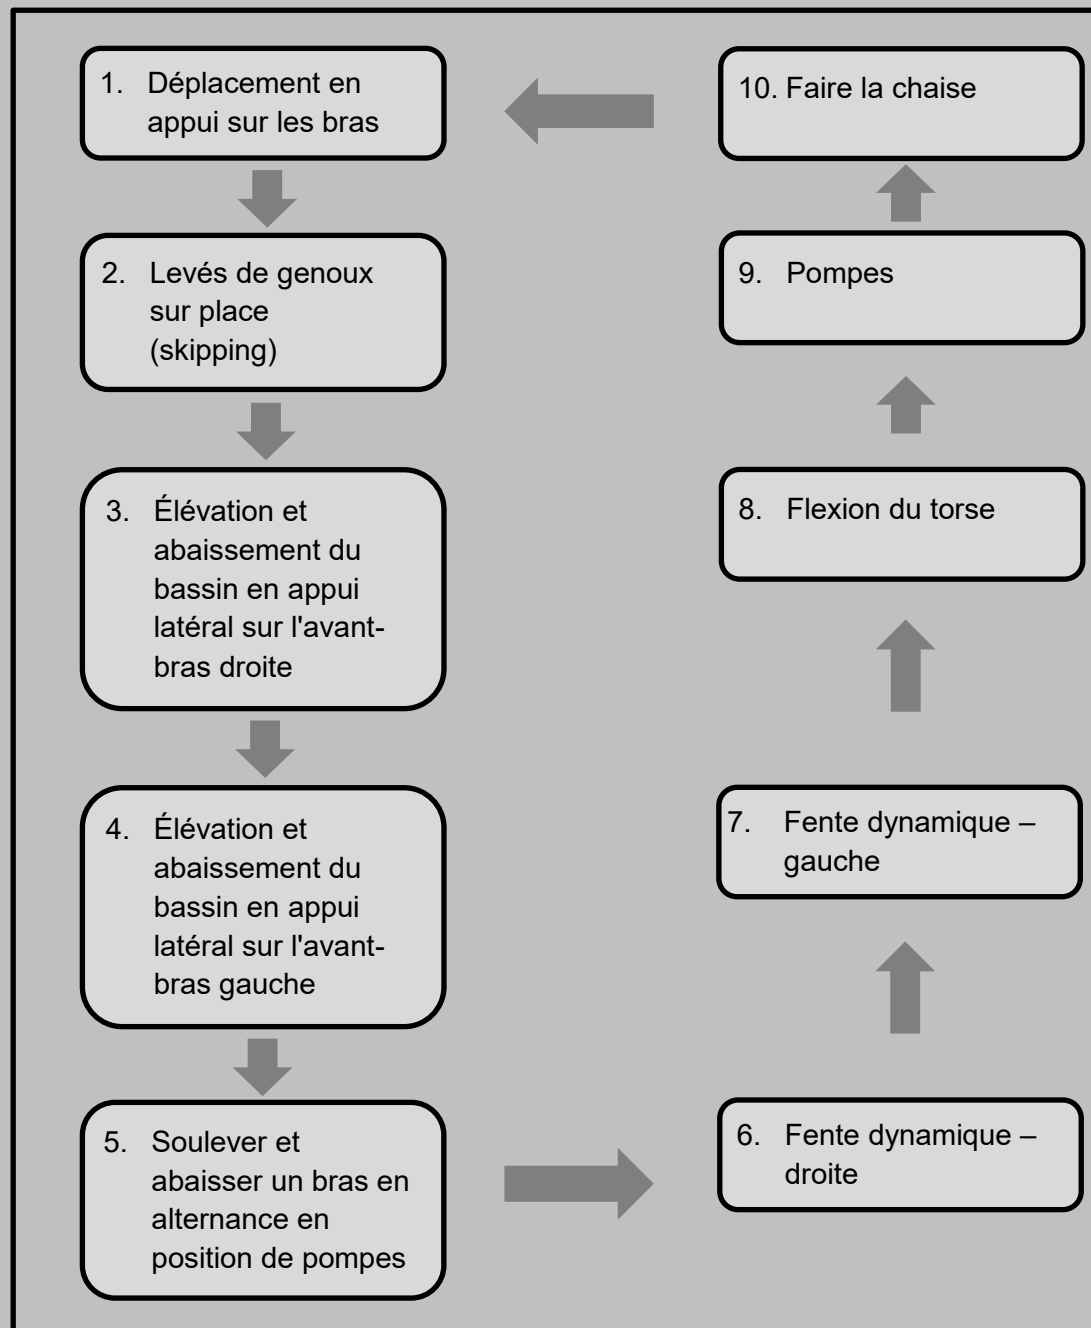 1. Déplacement en
appui sur les bras
2. Levés de genoux
sur place
(skipping)
3. Élévation et
abaissement du
bassin en appui
latéral sur l'avant-
bras droite
4. Élévation et
abaissement du
bassin en appui
latéral sur l'avant-
bras gauche
5. Soulever et
abaisser un bras en
alternance en
position de pompes
6. Fente dynamique –
droite
7. Fente dynamique –
gauche
8. Flexion du torse
9. Pompes
10. Faire la chaise